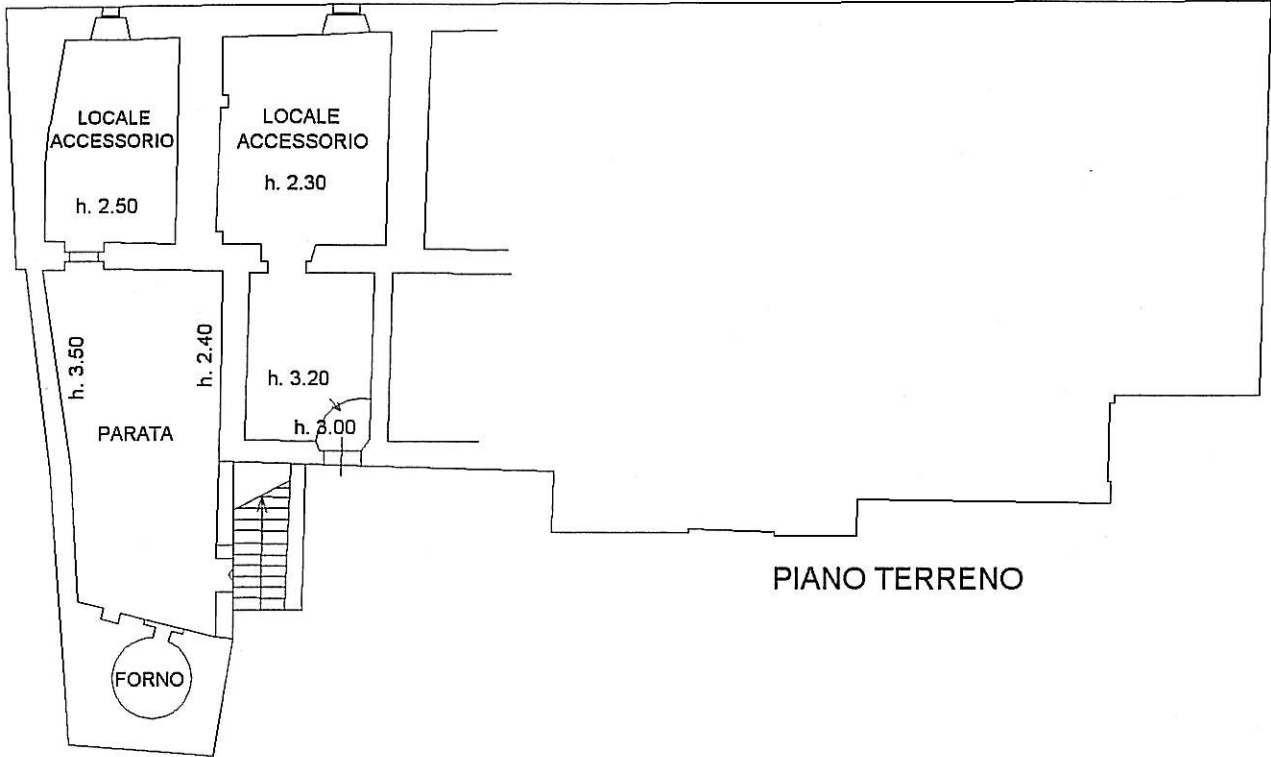 LOCALE
ACCESSORIO
h. 2.50
LOCALE
ACCESSORIO
h. 2.30
h. 3.50
h. 2.40
PARATA
h. 3.20
h. 3.00
FORNO
PIANO TERRENO